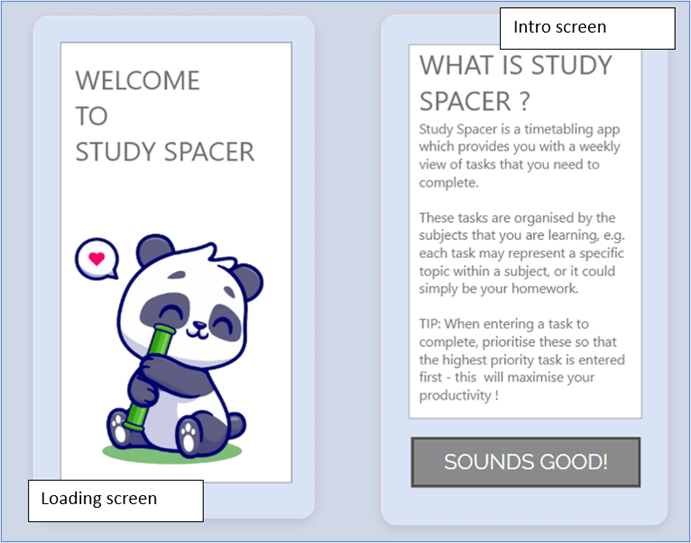 WELCOME
TO
STUDY SPACER
Loading screen
Intro screen
WHAT IS STUDY
SPACER ?
Study Spacer is a timetabling app
which provides you with a weekly
view of tasks that you need to
complete.
These tasks are organised by the
subjects that you are learning, e.g.
each task may represent a specific
topic within a subject, or it could
simply be your homework.
TIP: When entering a task to
complete, prioritise these so that
the highest priority task is entered
first - this  will maximise your
productivity !
SOUNDS GOOD!